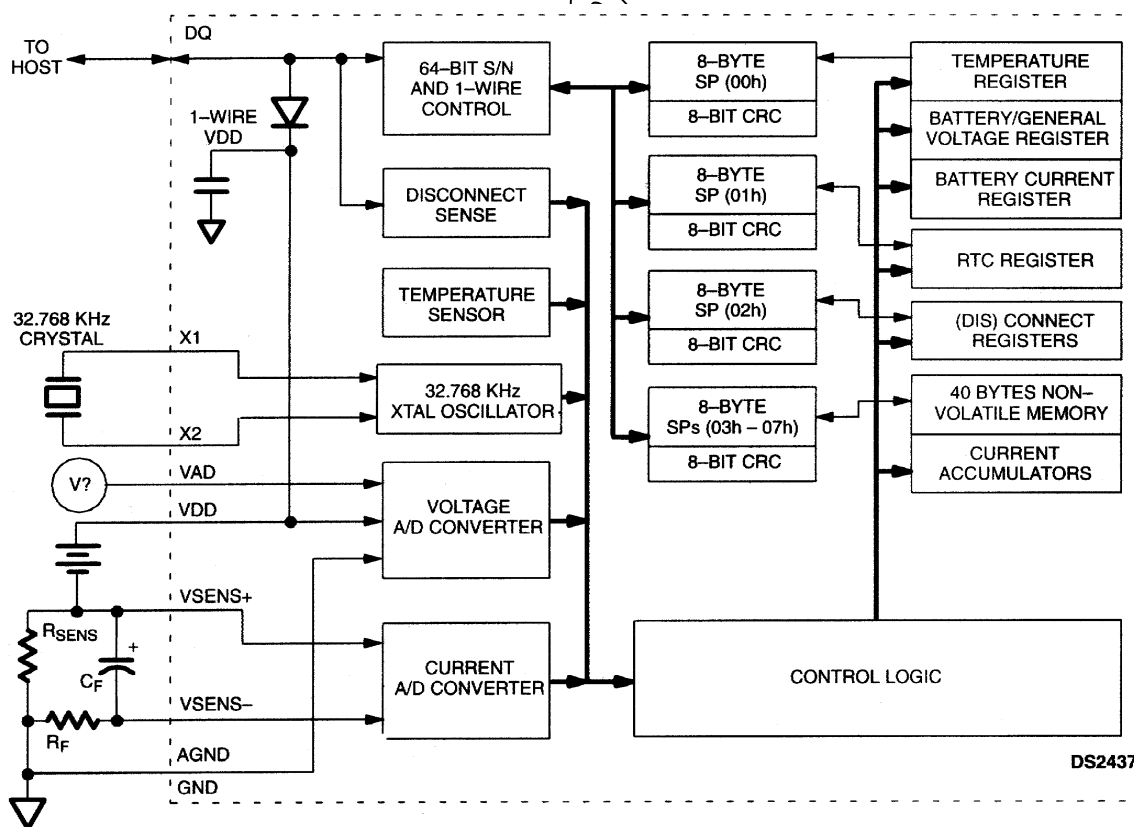 DQ
TO
HOST
64–BIT S/N
AND 1–WIRE
CONTROL
8–BYTE
SP (00h)
8–BIT CRC
TEMPERATURE
REGISTER
1–WIRE
VDD
BATTERY/GENERAL
VOLTAGE REGISTER
DISCONNECT
SENSE
8–BYTE
SP (01h)
8–BIT CRC
BATTERY CURRENT
REGISTER
RTC REGISTER
TEMPERATURE
SENSOR
8–BYTE
SP (02h)
8–BIT CRC
(DIS) CONNECT
REGISTERS
32.768 KHz
CRYSTAL
X1
X2
32.768 KHz
XTAL OSCILLATOR
8–BYTE
SPs (03h – 07h)
8–BIT CRC
40 BYTES NON–
VOLATILE MEMORY
CURRENT
ACCUMULATORS
V?
VAD
VDD
VOLTAGE
A/D CONVERTER
VSENS+
RSENS
+
CF
VSENS–
RF
CURRENT
A/D CONVERTER
CONTROL LOGIC
AGND
GND
DS2437